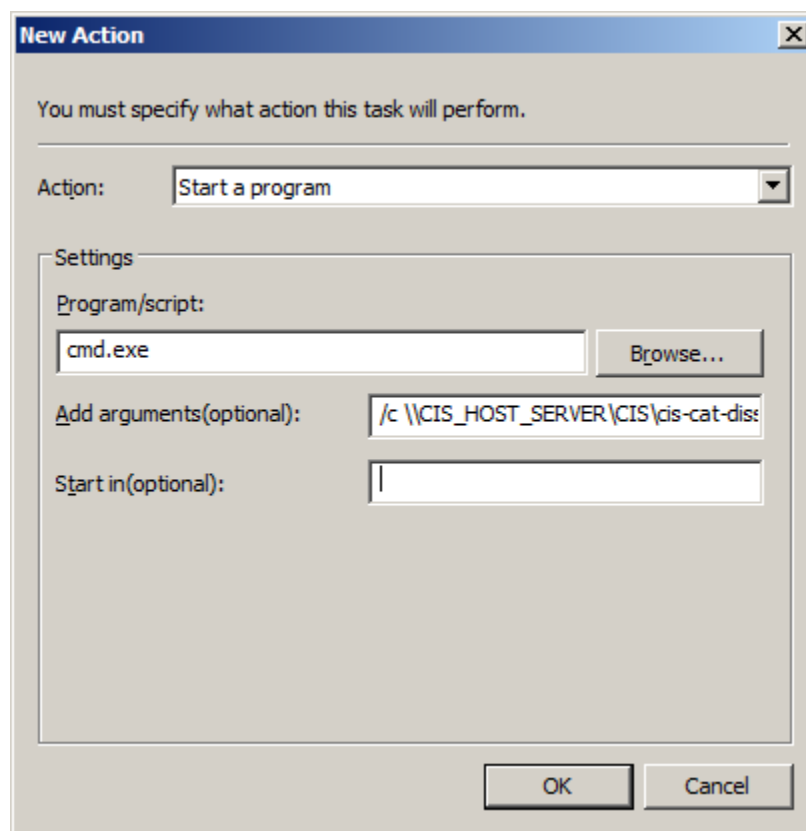 New Action
You must specify what action this task will perform.
Action:
Start a program
Settings
Program/script:
cmd.exe
Browse...
Add arguments(optional):
/c \\CIS_HOST_SERVER\CIS\cis-cat-diss
Start in(optional):
OK
Cancel